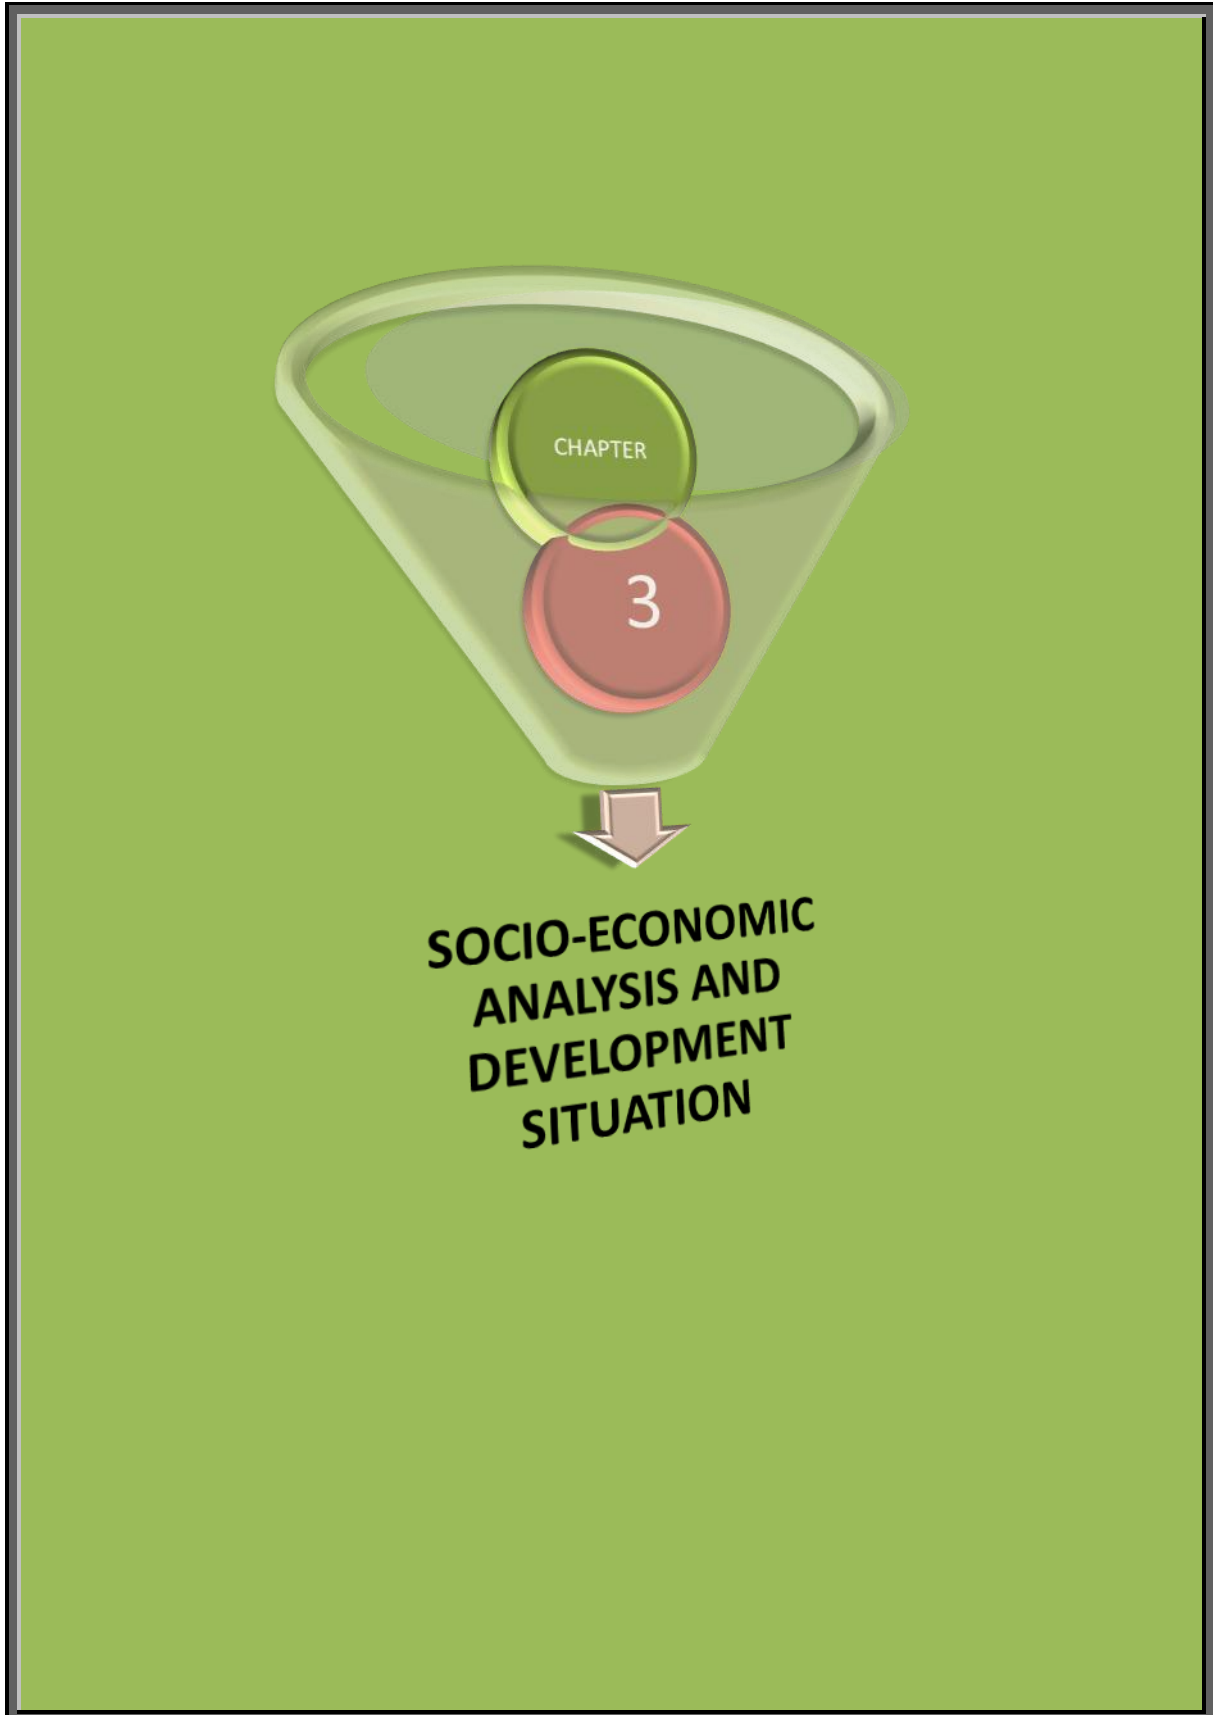 CHAPTER
3
SOCIO-ECONOMIC
ANALYSIS AND
DEVELOPMENT
SITUATION